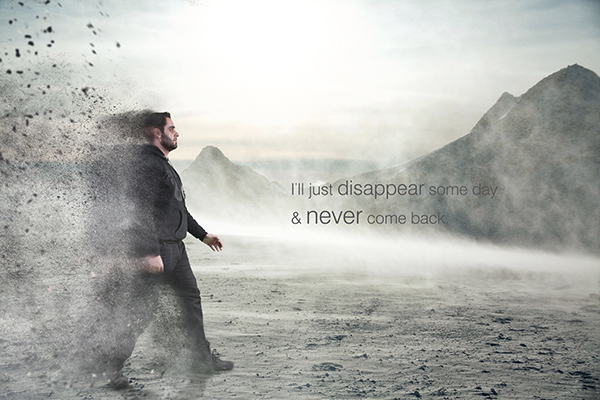 I'll just disappear some day
& never come back.